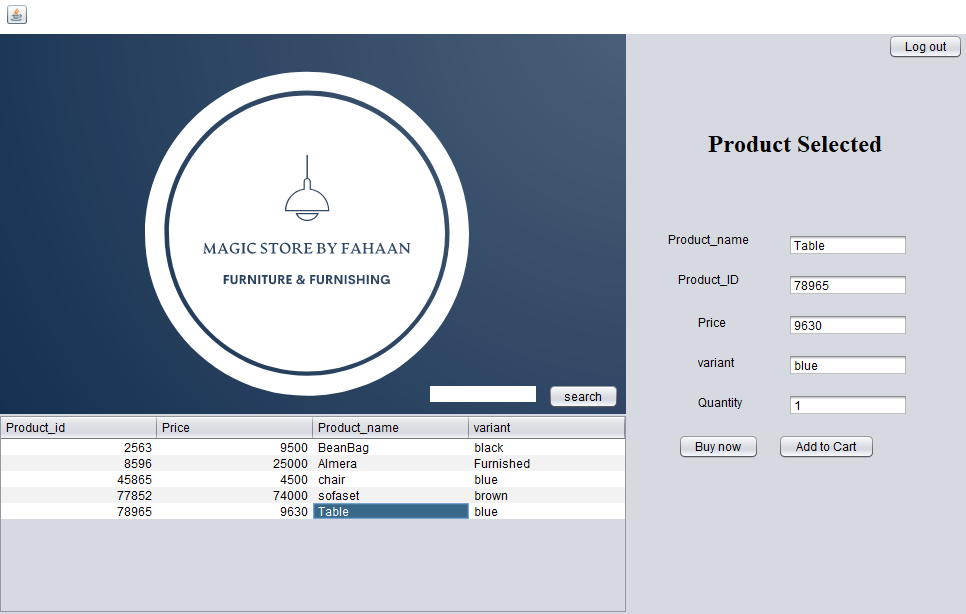 Log out
MAGIC STORE BY FAHAAN
FURNITURE & FURNISHING
search
Product_id Price Product_name variant
2563 9500 BeanBag black
8596 25000 Almera Furnished
45865 4500 chair blue
77852 74000 sofaset brown
78965 9630 Table blue
Product Selected
Product_name Table
Product_ID 78965
Price 9630
variant blue
Quantity 1
Buy now Add to Cart